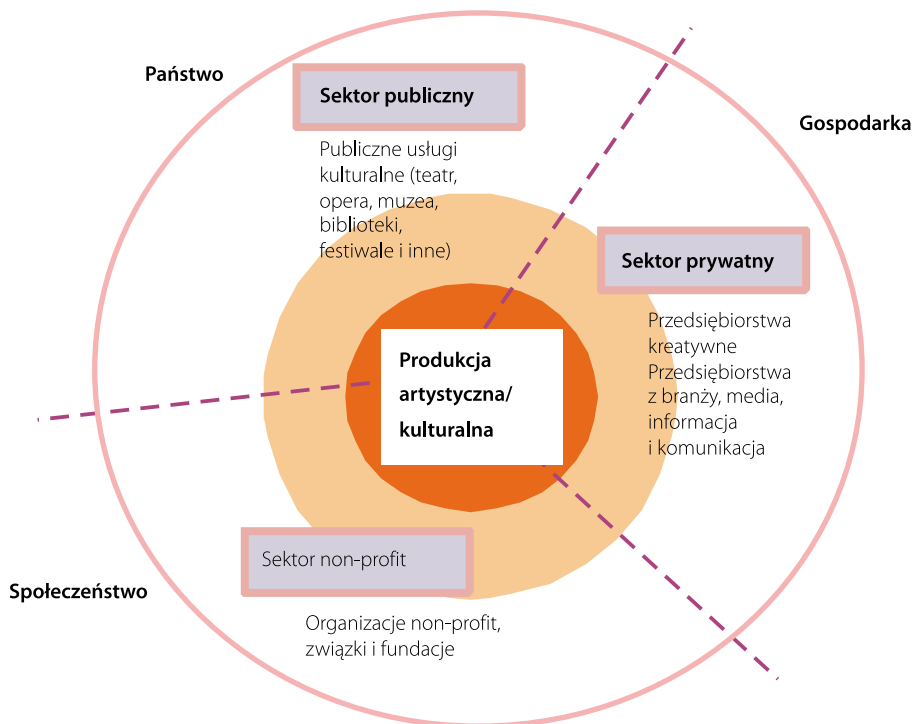 Państwo
Sektor publiczny
Publiczne usługi
kulturalne (teatr,
opera, muzea,
biblioteki,
festiwale i inne)
Gospodarka
Sektor prywatny
Przedsiębiorstwa
kreatywne
Przedsiębiorstwa
z branży, media,
informacja
i komunikacja
Produkcja
artystyczna/
kulturalna
Społeczeństwo
Sektor non-profit
Organizacje non-profit,
związki i fundacje